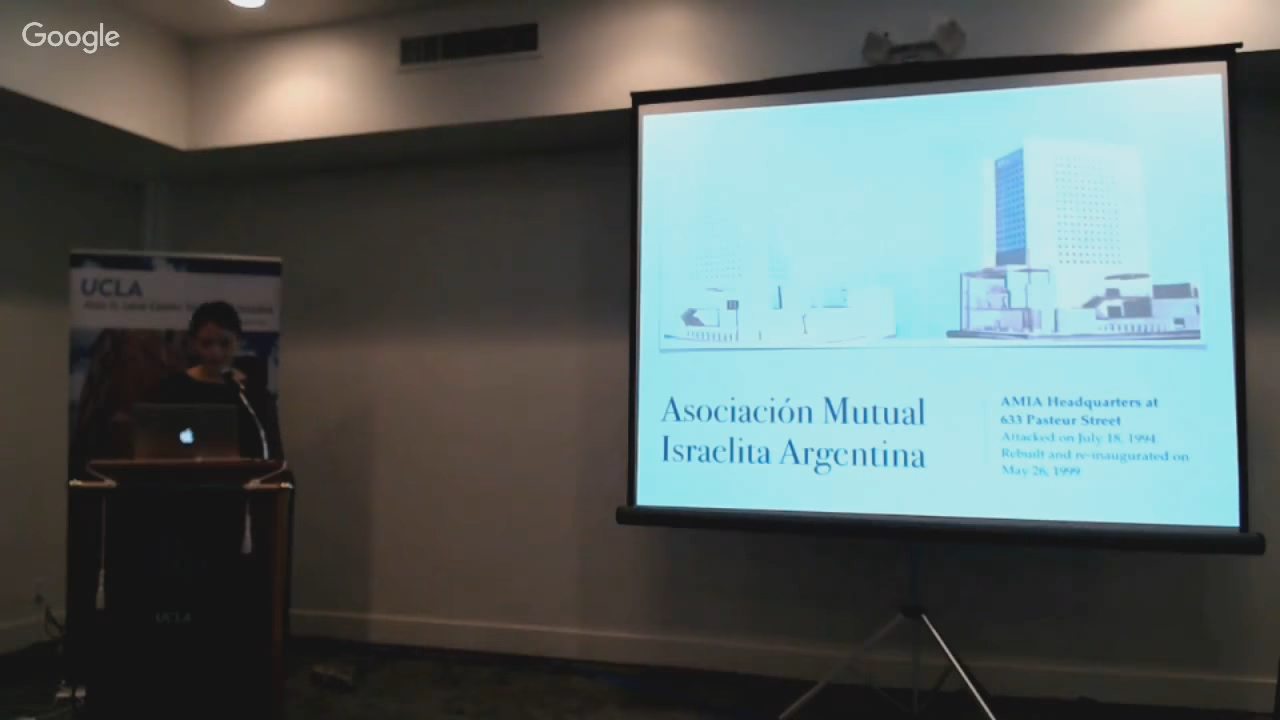 Google
UCLA
Asociación Mutual
Israelita Argentina
AMIA Headquarters at
633 Pasteur Street
Attacked on July 18, 1994
Rebuilt and re-inaugurated on
May 26, 1999
UCLA